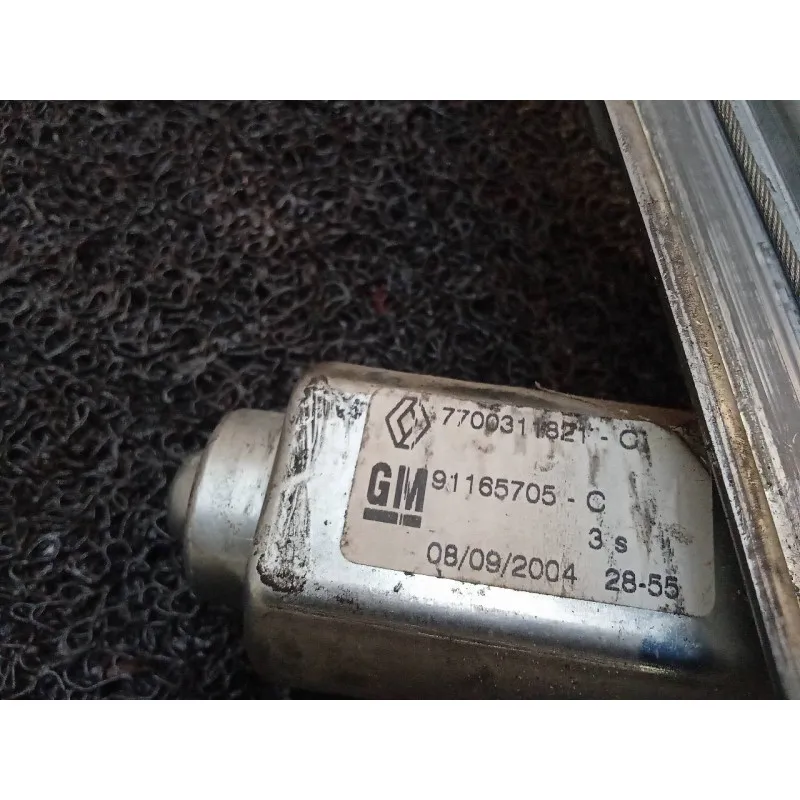 7700311821 - C
GM 91165705 - C
3 s
08/09/2004 28-55